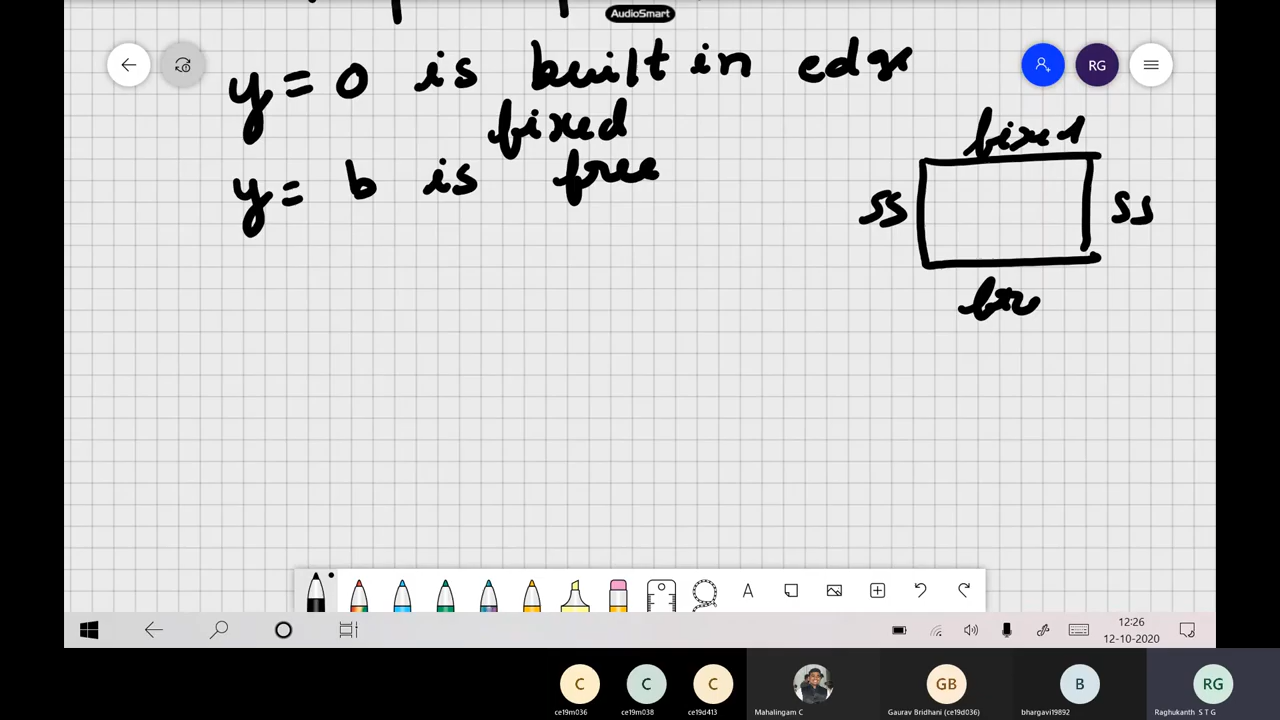 AudioSmart
y = 0 is built in edge
fixed
y = b is free
fixed
SS
SS
RG
A
12:26
12-10-2020
C
C
C
GB
B
RG
ce19m036
ce19m038
ce19d413
Mahalingam C
Gaurav Bridhani (ce19d036)
bhargavi19892
Raghukanth S T G